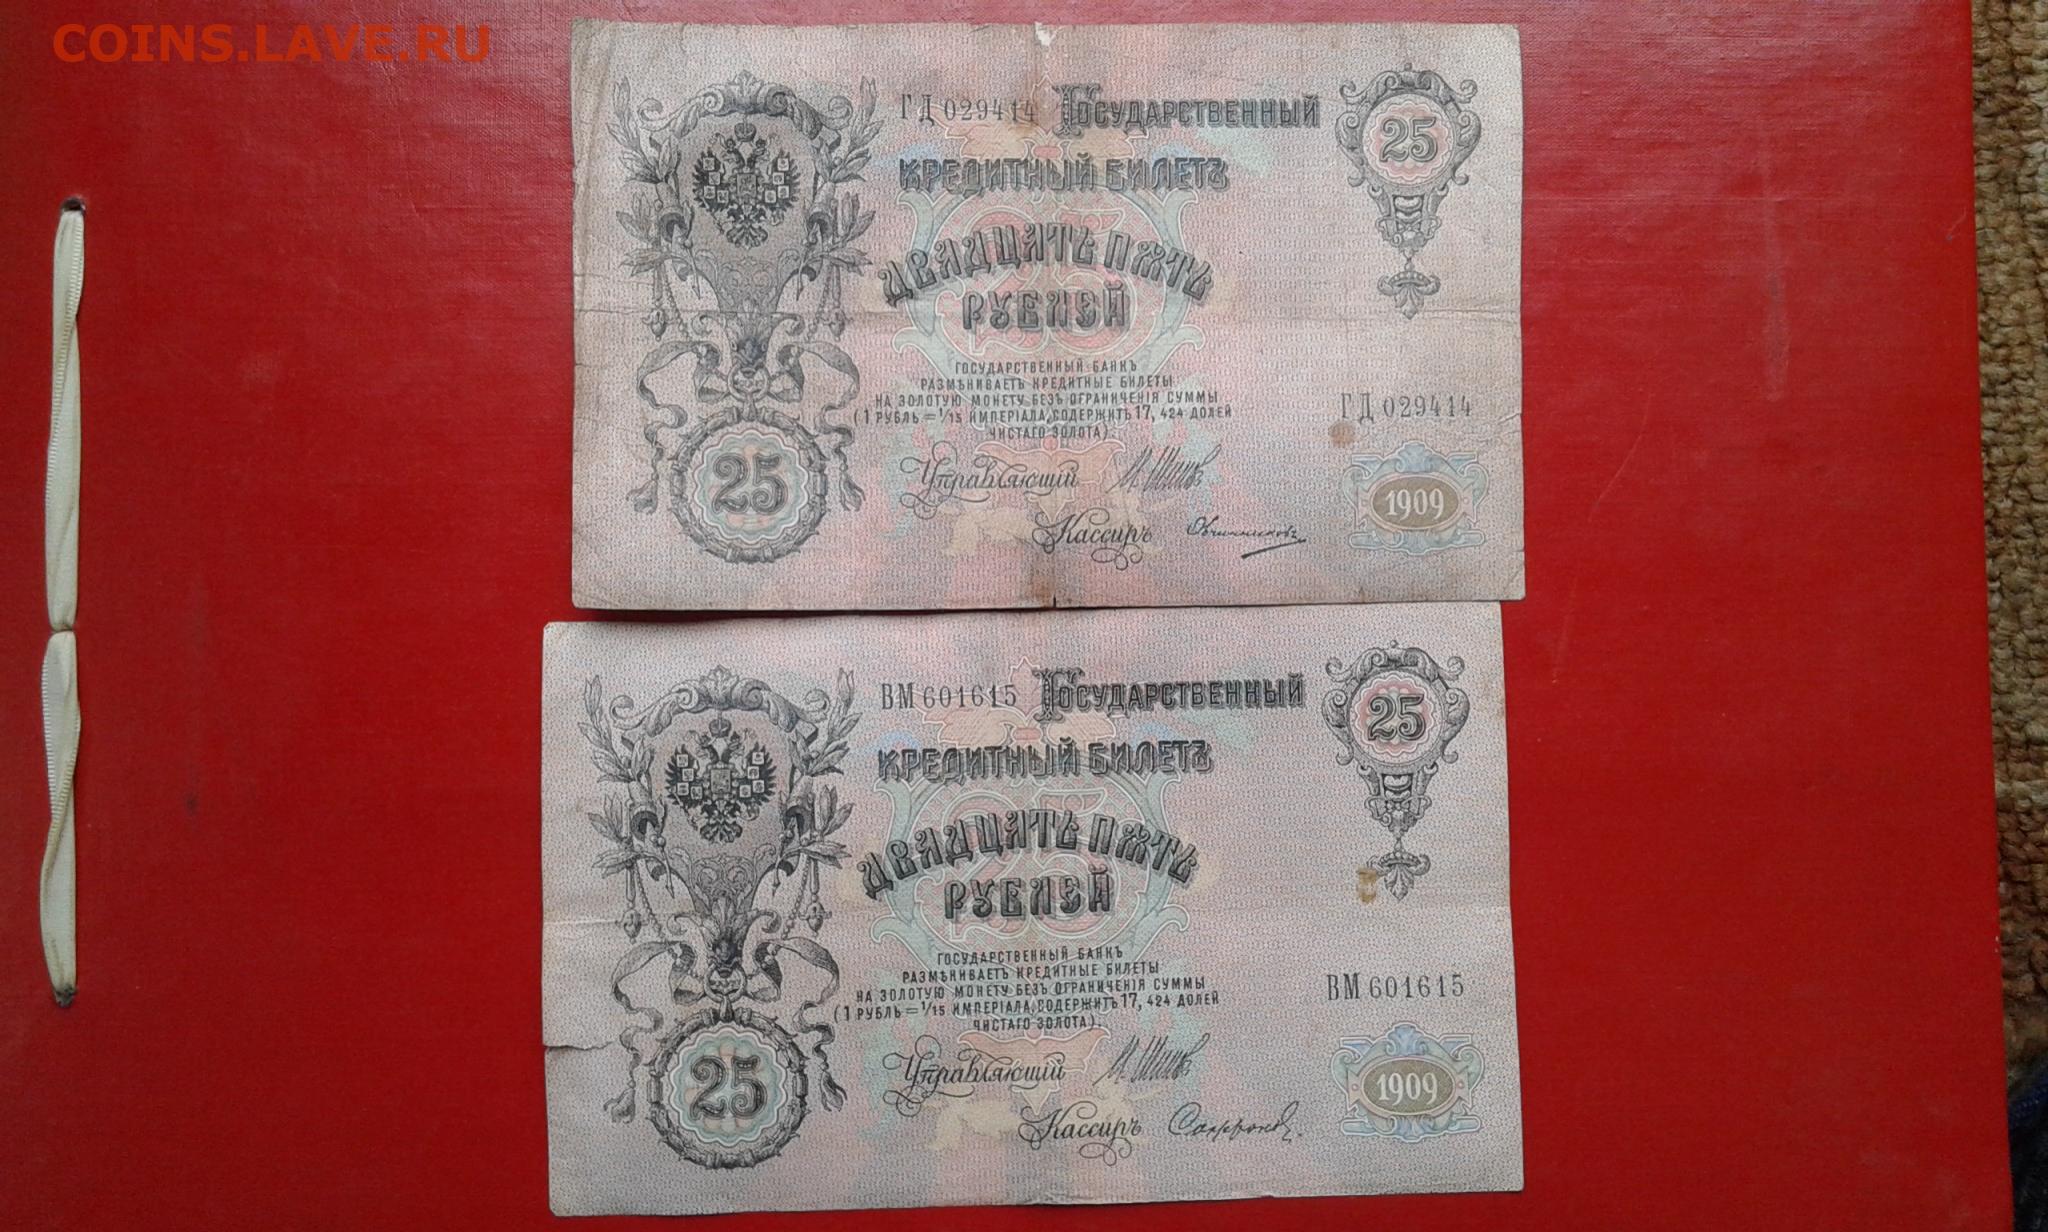 COINS.LAVE.RU
ГД 029414 Государственный
25
кредитный билетъ
двадцать пять
рублей
Государственный банкъ
размѣниваетъ кредитные билеты
на золотую монету безъ ограниченія суммы
(1 рубль = 1/15 имперіала, содержитъ 17, 424 долей
чистаго золота)
ГД 029414
25
Управляющій И. Шипов
1909
Кассиръ Овчинниковъ
ВМ 601615 Государственный
25
кредитный билетъ
двадцать пять
рублей
Государственный банкъ
размѣниваетъ кредитные билеты
на золотую монету безъ ограниченія суммы
(1 рубль = 1/15 имперіала, содержитъ 17, 424 долей
чистаго золота)
ВМ 601615
25
Управляющій И. Шипов
1909
Кассиръ Сафронов